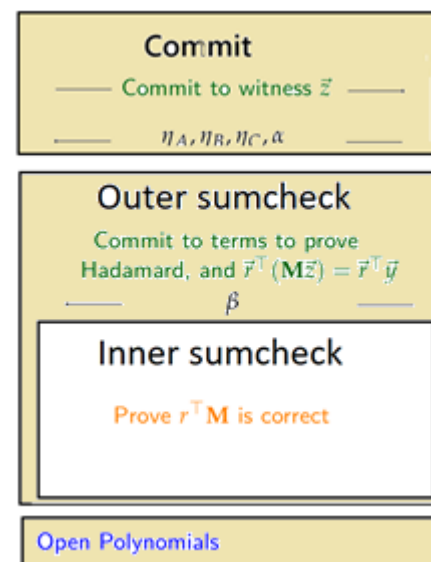 Commit
Commit to witness z⃗
η_A, η_B, η_C, α
Outer sumcheck
Commit to terms to prove
Hadamard, and r⃗^⊤(Mz⃗) = r⃗^⊤y⃗
β
Inner sumcheck
Prove r^⊤M is correct
Open Polynomials